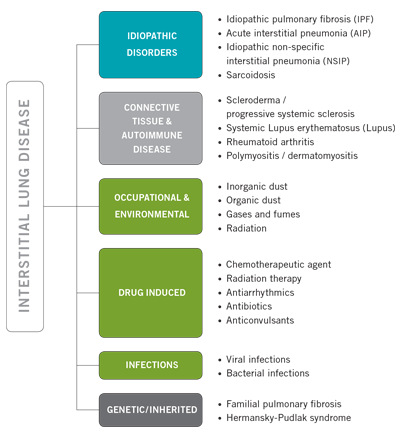 INTERSTITIAL LUNG DISEASE
IDIOPATHIC
DISORDERS
• Idiopathic pulmonary fibrosis (IPF)
• Acute interstitial pneumonia (AIP)
• Idiopathic non-specific
interstitial pneumonia (NSIP)
• Sarcoidosis
CONNECTIVE
TISSUE &
AUTOIMMUNE
DISEASE
• Scleroderma /
progressive systemic sclerosis
• Systemic Lupus erythematosus (Lupus)
• Rheumatoid arthritis
• Polymyositis / dermatomyositis
OCCUPATIONAL &
ENVIRONMENTAL
• Inorganic dust
• Organic dust
• Gases and fumes
• Radiation
DRUG INDUCED
• Chemotherapeutic agent
• Radiation therapy
• Antiarrhythmics
• Antibiotics
• Anticonvulsants
INFECTIONS
• Viral infections
• Bacterial infections
GENETIC/INHERITED
• Familial pulmonary fibrosis
• Hermansky-Pudlak syndrome